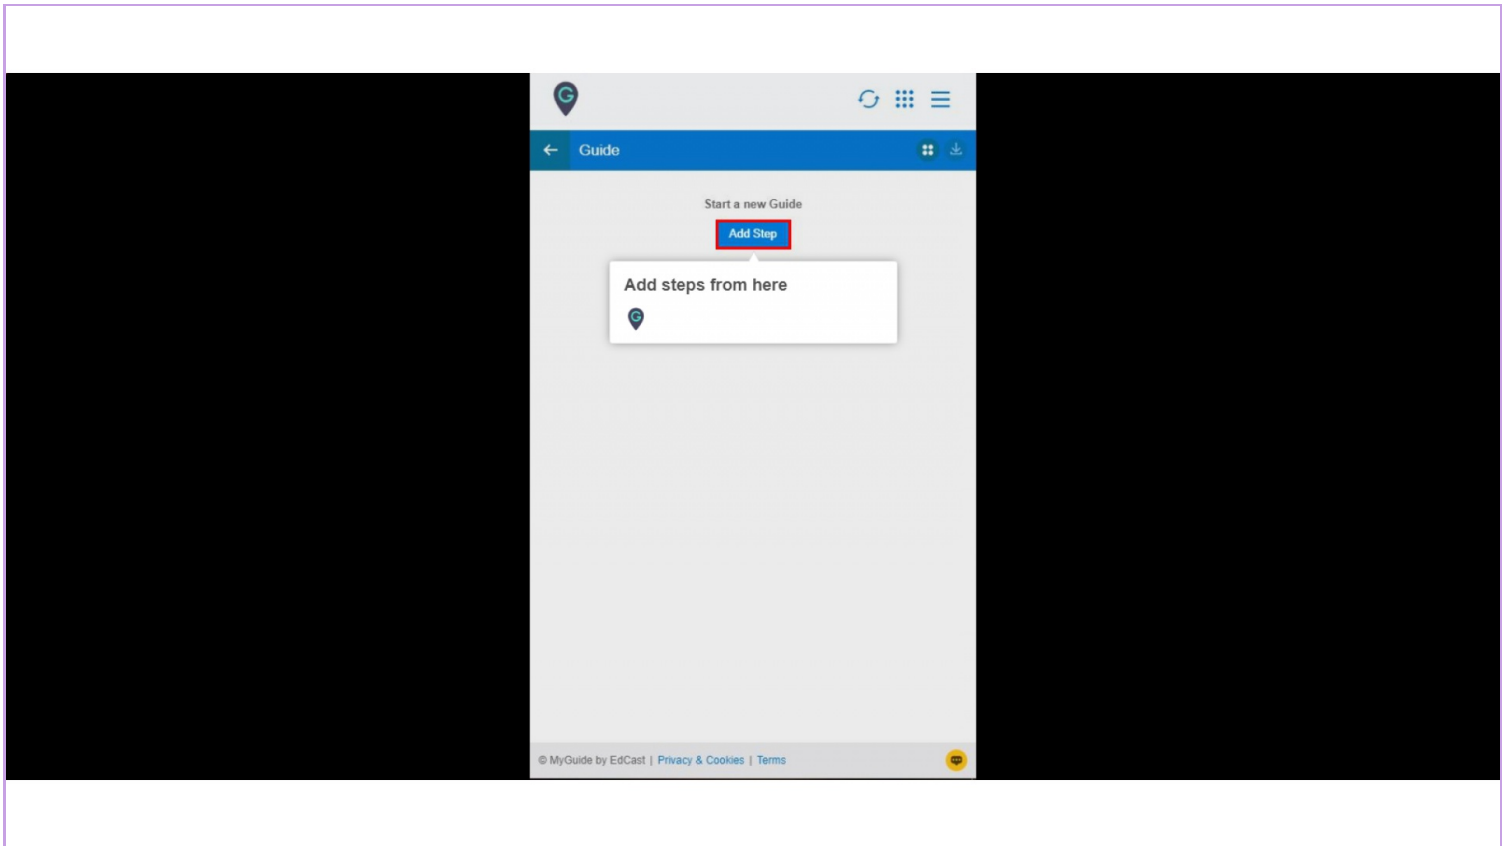 G
Guide
Start a new Guide
Add Step
Add steps from here
G
© MyGuide by EdCast | Privacy & Cookies | Terms